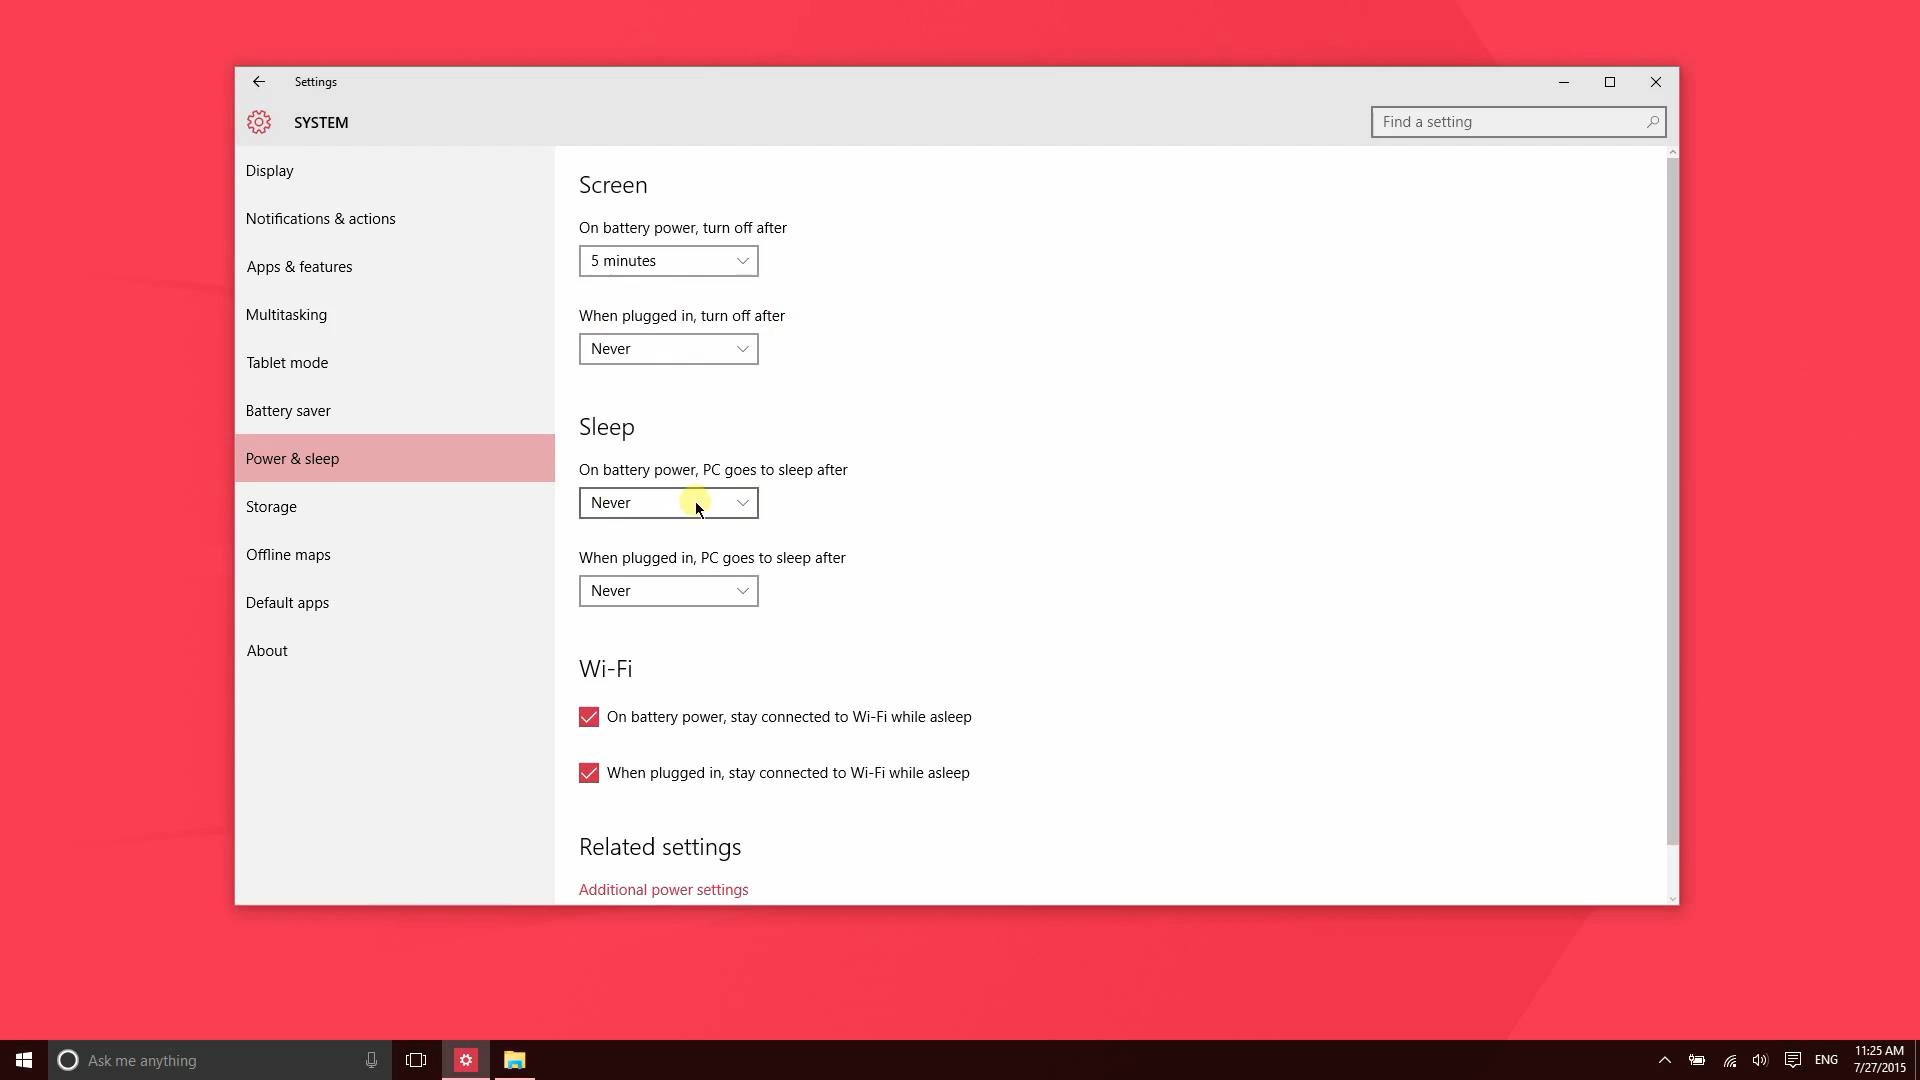 Settings
SYSTEM
Find a setting
Display
Notifications & actions
Apps & features
Multitasking
Tablet mode
Battery saver
Power & sleep
Storage
Offline maps
Default apps
About
Screen
On battery power, turn off after
5 minutes
When plugged in, turn off after
Never
Sleep
On battery power, PC goes to sleep after
Never
When plugged in, PC goes to sleep after
Never
Wi-Fi
On battery power, stay connected to Wi-Fi while asleep
When plugged in, stay connected to Wi-Fi while asleep
Related settings
Additional power settings
Ask me anything
ENG
11:25 AM
7/27/2015